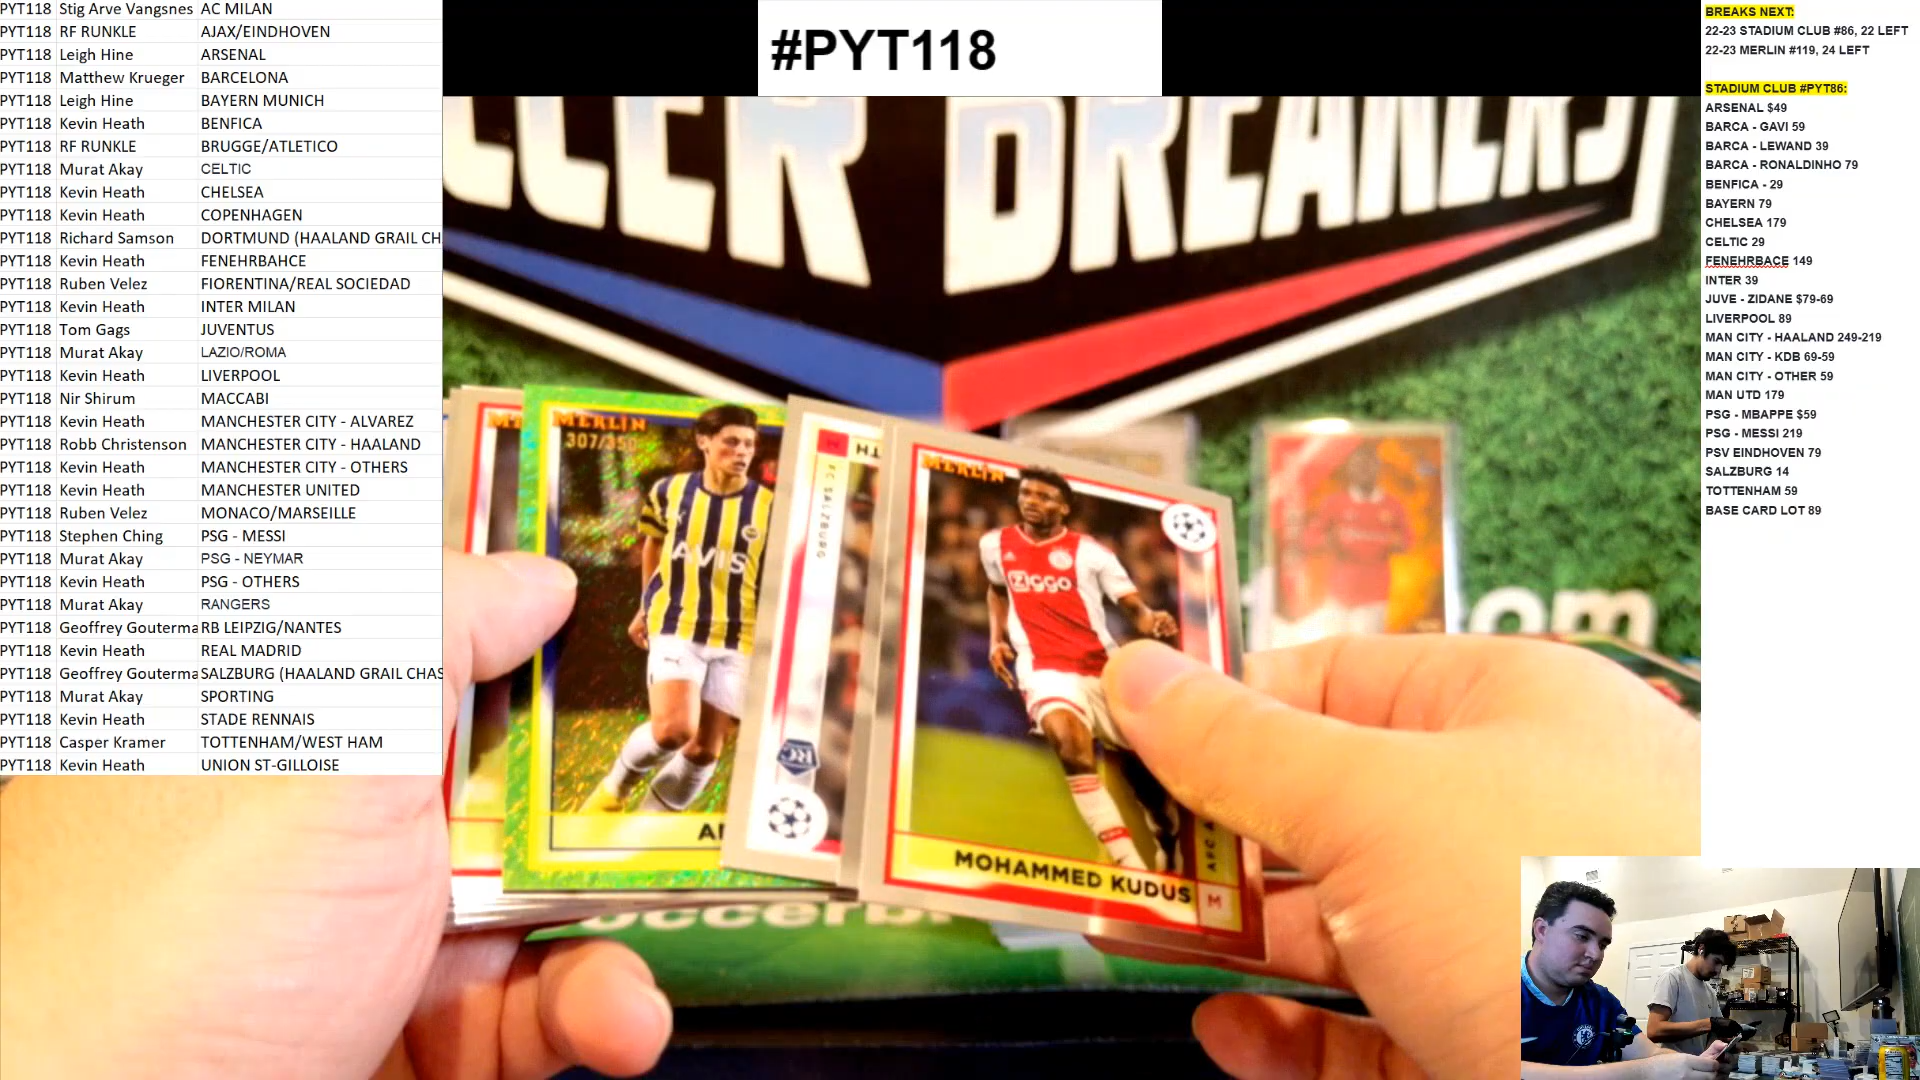 PYT118 Stig Arve Vangsnes AC MILAN
PYT118 RF RUNKLE AJAX/EINDHOVEN
PYT118 Leigh Hine ARSENAL
PYT118 Matthew Krueger BARCELONA
PYT118 Leigh Hine BAYERN MUNICH
PYT118 Kevin Heath BENFICA
PYT118 RF RUNKLE BRUGGE/ATLETICO
PYT118 Murat Akay CELTIC
PYT118 Kevin Heath CHELSEA
PYT118 Kevin Heath COPENHAGEN
PYT118 Richard Samson DORTMUND (HAALAND GRAIL CH
PYT118 Kevin Heath FENEHRBAHCE
PYT118 Ruben Velez FIORENTINA/REAL SOCIEDAD
PYT118 Kevin Heath INTER MILAN
PYT118 Tom Gags JUVENTUS
PYT118 Murat Akay LAZIO/ROMA
PYT118 Kevin Heath LIVERPOOL
PYT118 Nir Shirum MACCABI
PYT118 Kevin Heath MANCHESTER CITY - ALVAREZ
PYT118 Robb Christenson MANCHESTER CITY - HAALAND
PYT118 Kevin Heath MANCHESTER CITY - OTHERS
PYT118 Kevin Heath MANCHESTER UNITED
PYT118 Ruben Velez MONACO/MARSEILLE
PYT118 Stephen Ching PSG - MESSI
PYT118 Murat Akay PSG - NEYMAR
PYT118 Kevin Heath PSG - OTHERS
PYT118 Murat Akay RANGERS
PYT118 Geoffrey Gouterma RB LEIPZIG/NANTES
PYT118 Kevin Heath REAL MADRID
PYT118 Geoffrey Gouterma SALZBURG (HAALAND GRAIL CHAS
PYT118 Murat Akay SPORTING
PYT118 Kevin Heath STADE RENNAIS
PYT118 Casper Kramer TOTTENHAM/WEST HAM
PYT118 Kevin Heath UNION ST-GILLOISE
#PYT118
CCER BREAKERS
MERLIN
307/350
AVIS
FC SALZBURG
RC
MERLIN
ZIGGO
MOHAMMED KUDUS
M
BREAKS NEXT:
22-23 STADIUM CLUB #86, 22 LEFT
22-23 MERLIN #119, 24 LEFT
STADIUM CLUB #PYT86:
ARSENAL $49
BARCA - GAVI 59
BARCA - LEWAND 39
BARCA - RONALDINHO 79
BENFICA - 29
BAYERN 79
CHELSEA 179
CELTIC 29
FENEHRBACE 149
INTER 39
JUVE - ZIDANE $79-69
LIVERPOOL 89
MAN CITY - HAALAND 249-219
MAN CITY - KDB 69-59
MAN CITY - OTHER 59
MAN UTD 179
PSG - MBAPPE $59
PSG - MESSI 219
PSV EINDHOVEN 79
SALZBURG 14
TOTTENHAM 59
BASE CARD LOT 89